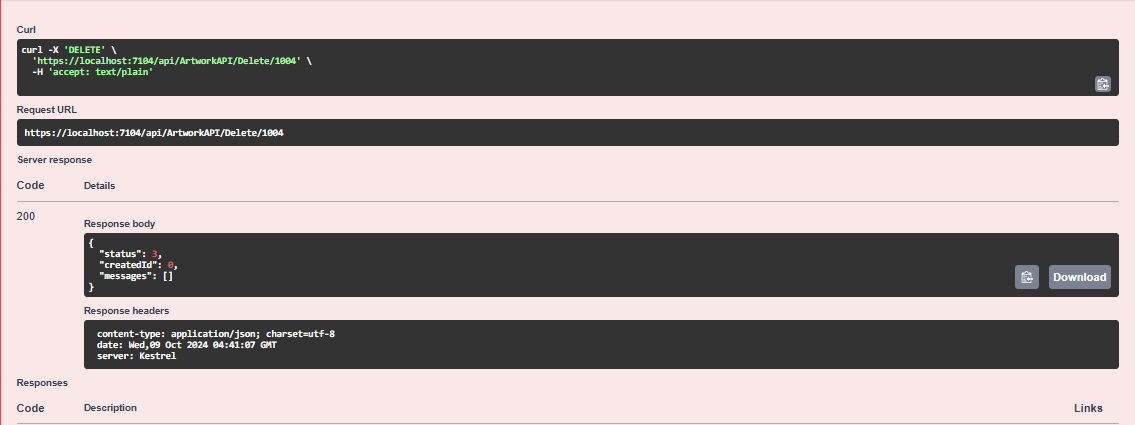 Curl
curl -X 'DELETE' \
  'https://localhost:7104/api/ArtworkAPI/Delete/1004' \
  -H 'accept: text/plain'
Request URL
https://localhost:7104/api/ArtworkAPI/Delete/1004
Server response
Code Details
200
Response body
{
  "status": 3,
  "createdId": 0,
  "messages": []
}
Download
Response headers
content-type: application/json; charset=utf-8
date: Wed,09 Oct 2024 04:41:07 GMT
server: Kestrel
Responses
Code Description Links